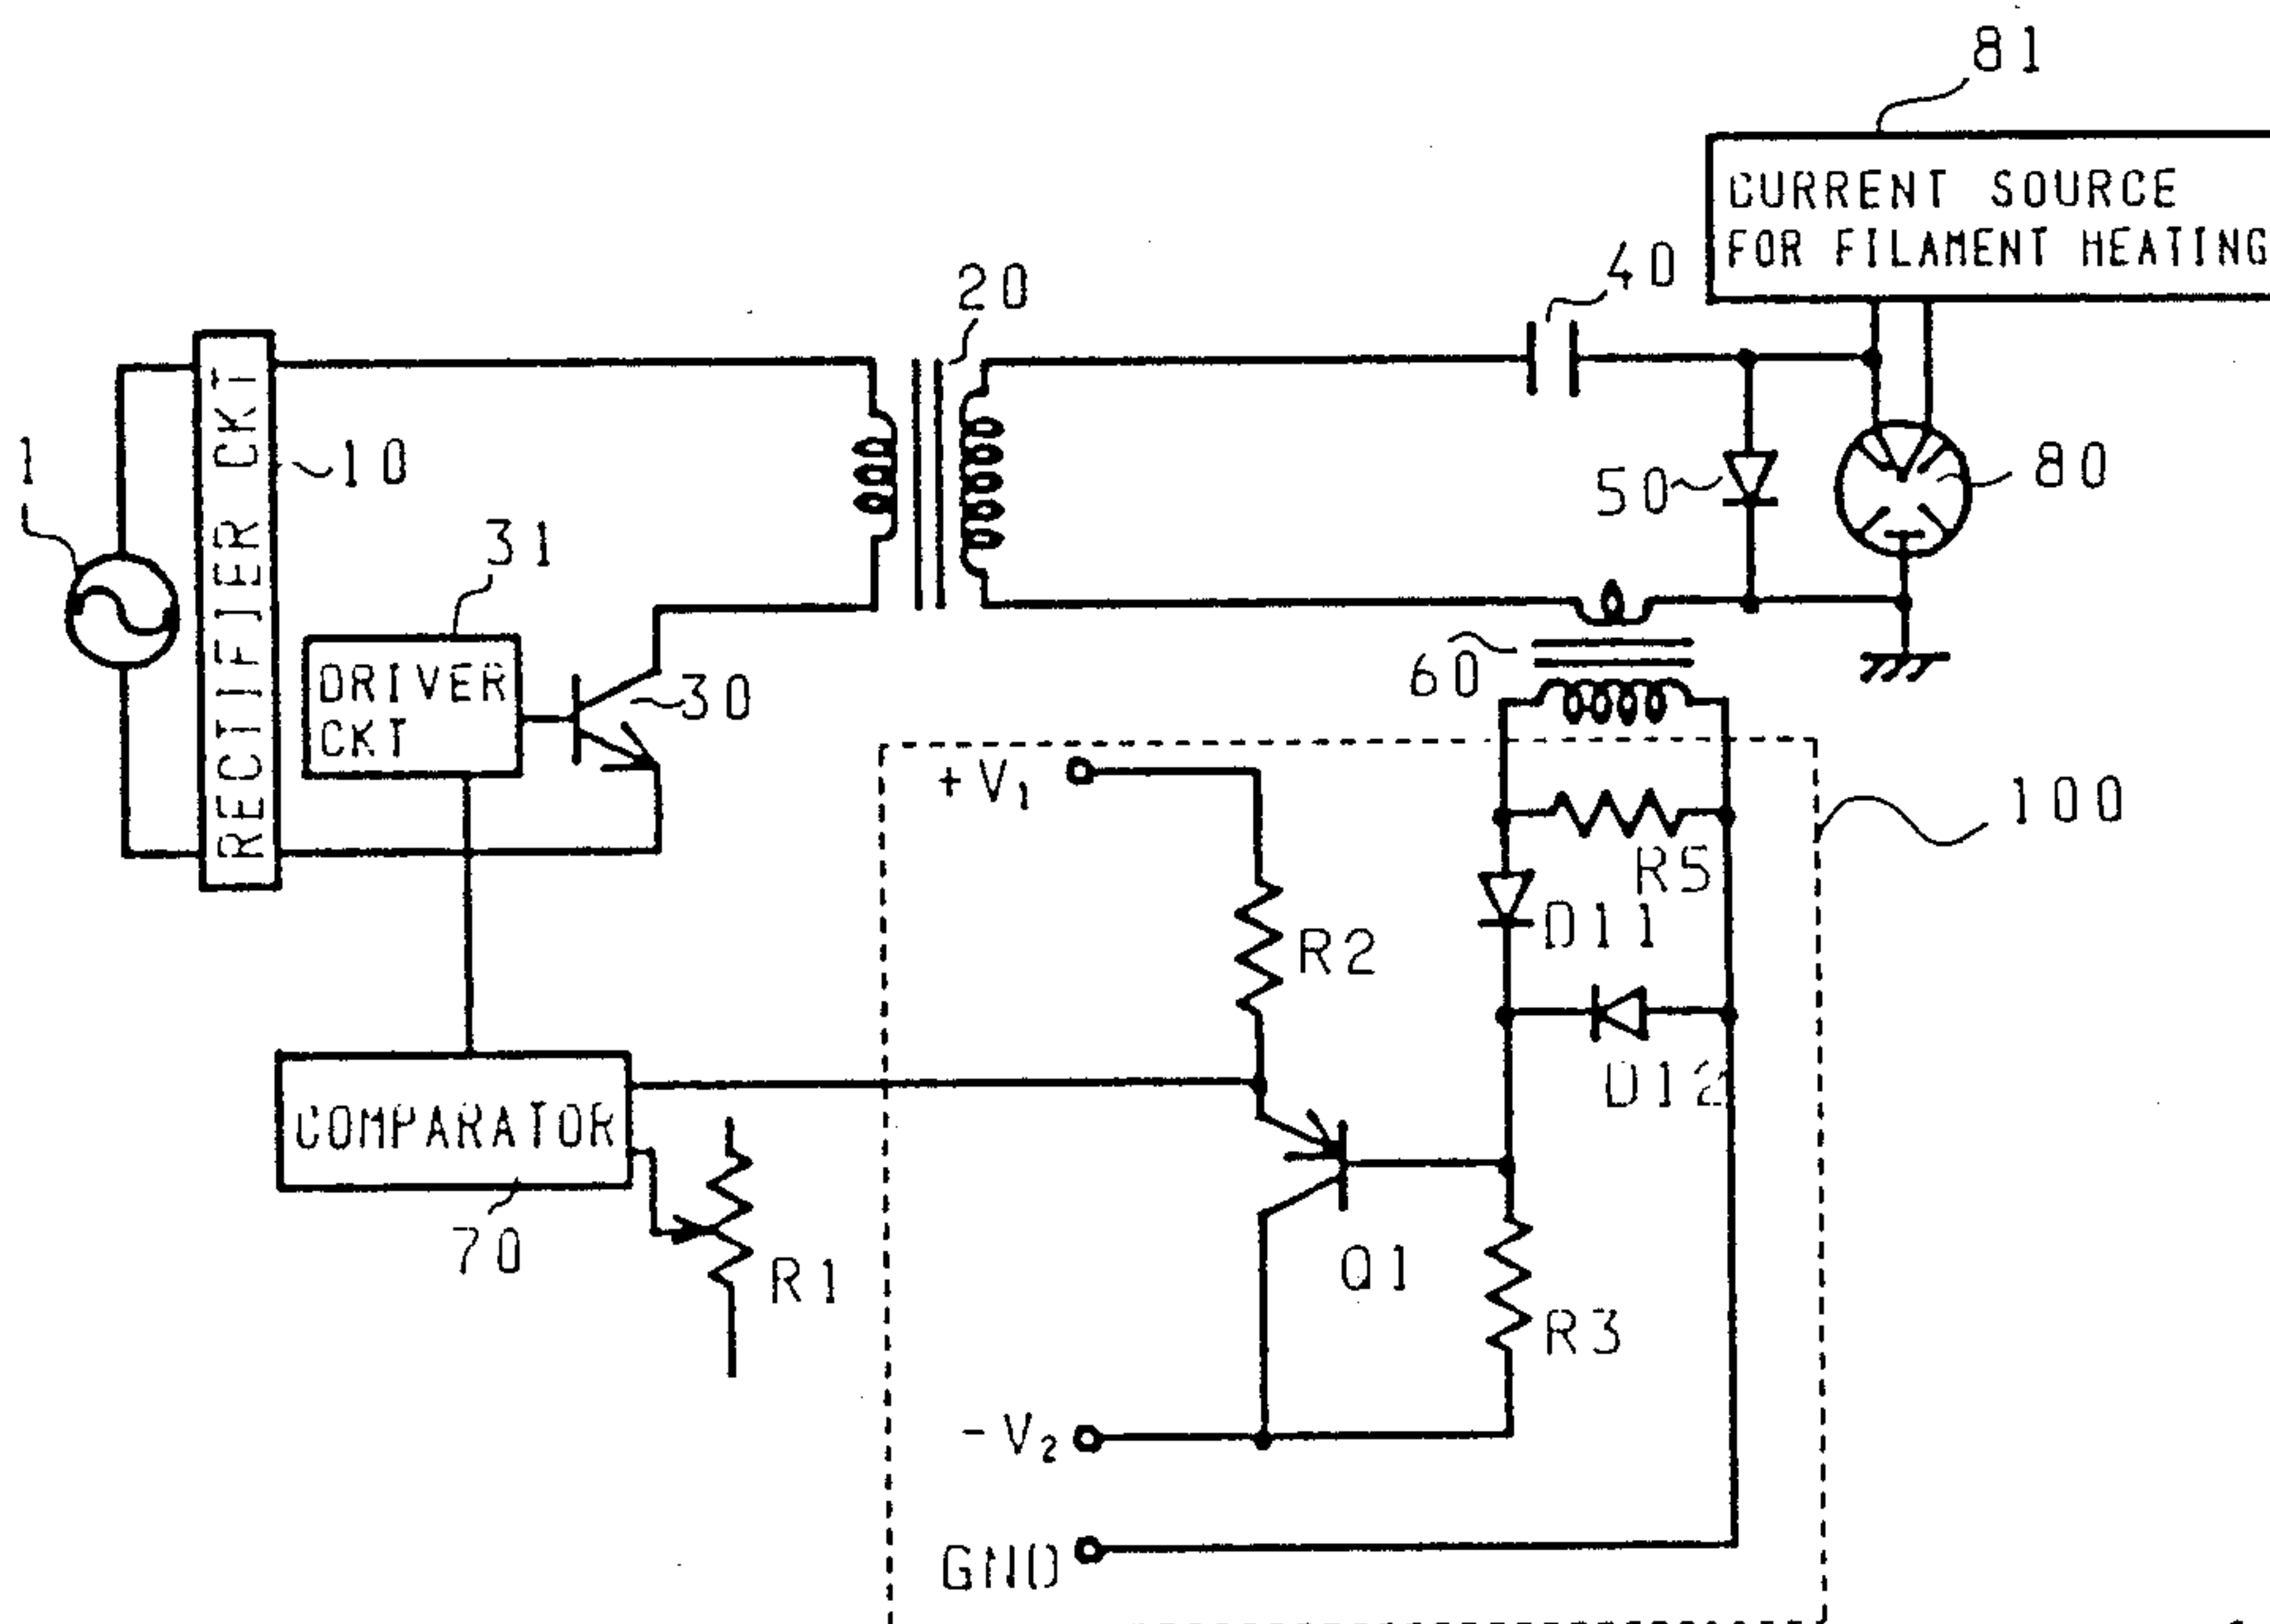 81
CURRENT SOURCE
FOR FILAMENT HEATING
40
20
RECTIFIER CKT
10
1
50
80
31
DRIVER
CKT
30
60
+V₁
100
R5
D11
R2
D12
COMPARATOR
70
R1
Q1
R3
-V₂
GND